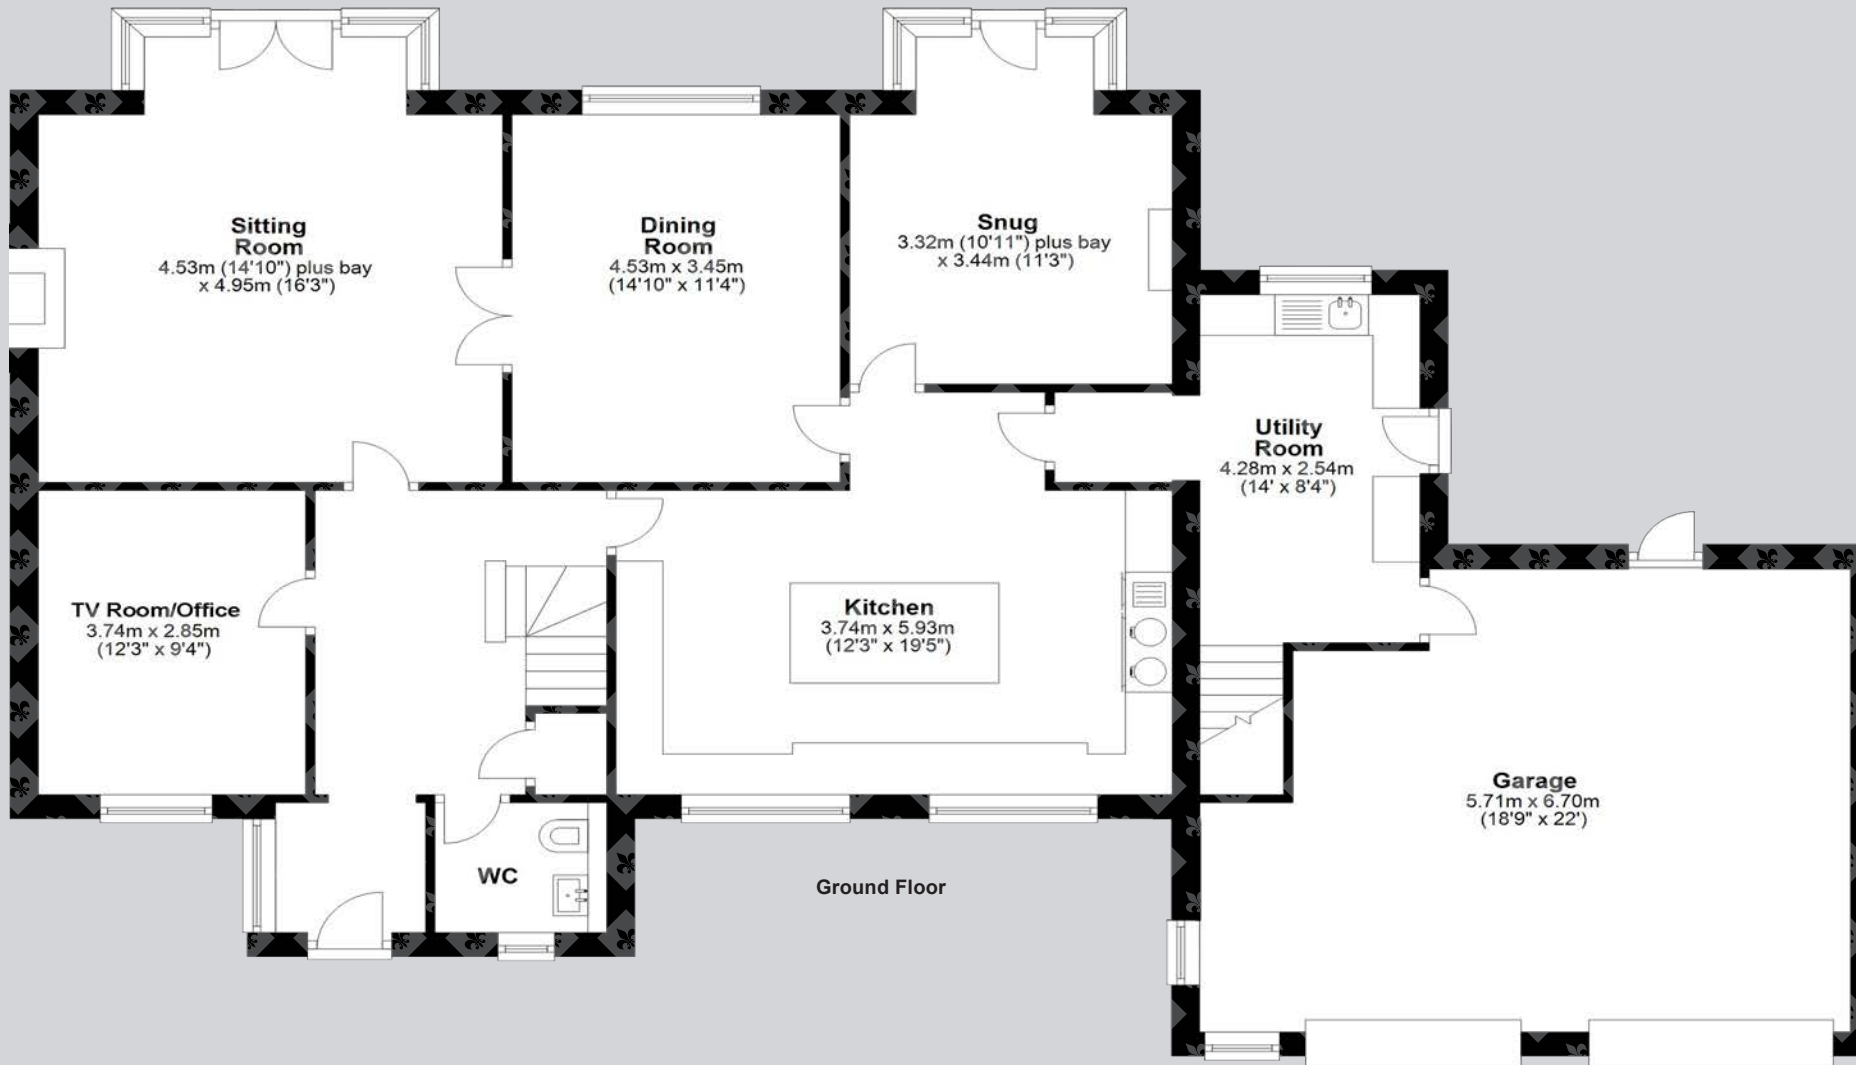 Sitting
Room
4.53m (14'10") plus bay
x 4.95m (16'3")
Dining
Room
4.53m x 3.45m
(14'10" x 11'4")
Snug
3.32m (10'11") plus bay
x 3.44m (11'3")
Utility
Room
4.28m x 2.54m
(14' x 8'4")
TV Room/Office
3.74m x 2.85m
(12'3" x 9'4")
Kitchen
3.74m x 5.93m
(12'3" x 19'5")
Garage
5.71m x 6.70m
(18'9" x 22')
WC
Ground Floor